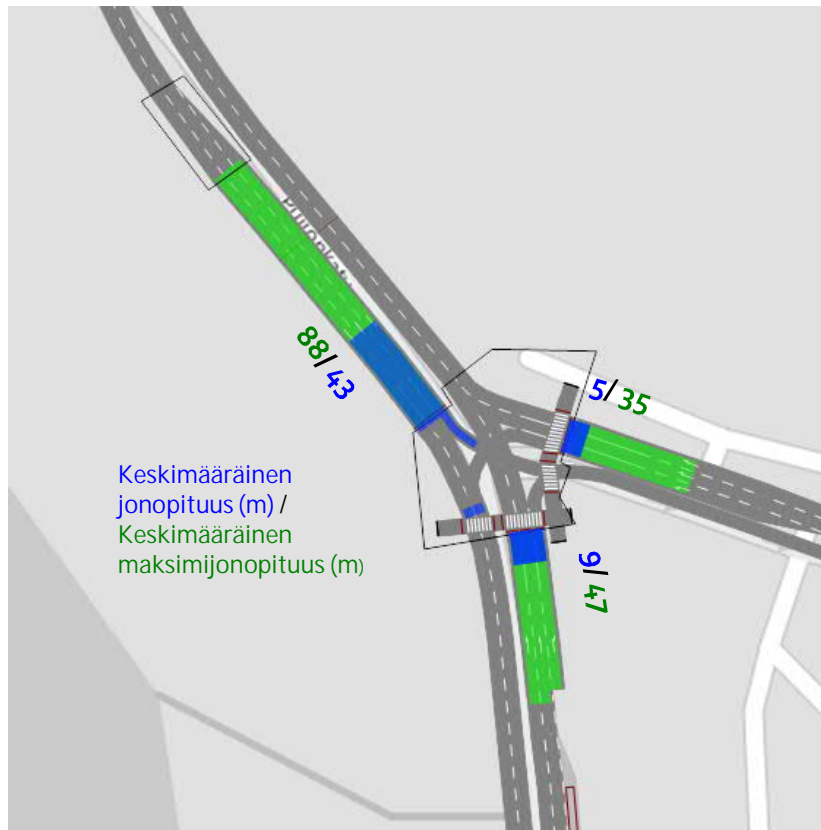 88/43
5/35
Keskimääräinen
jonopituus (m) /
Keskimääräinen
maksimijonopituus (m)
9/47